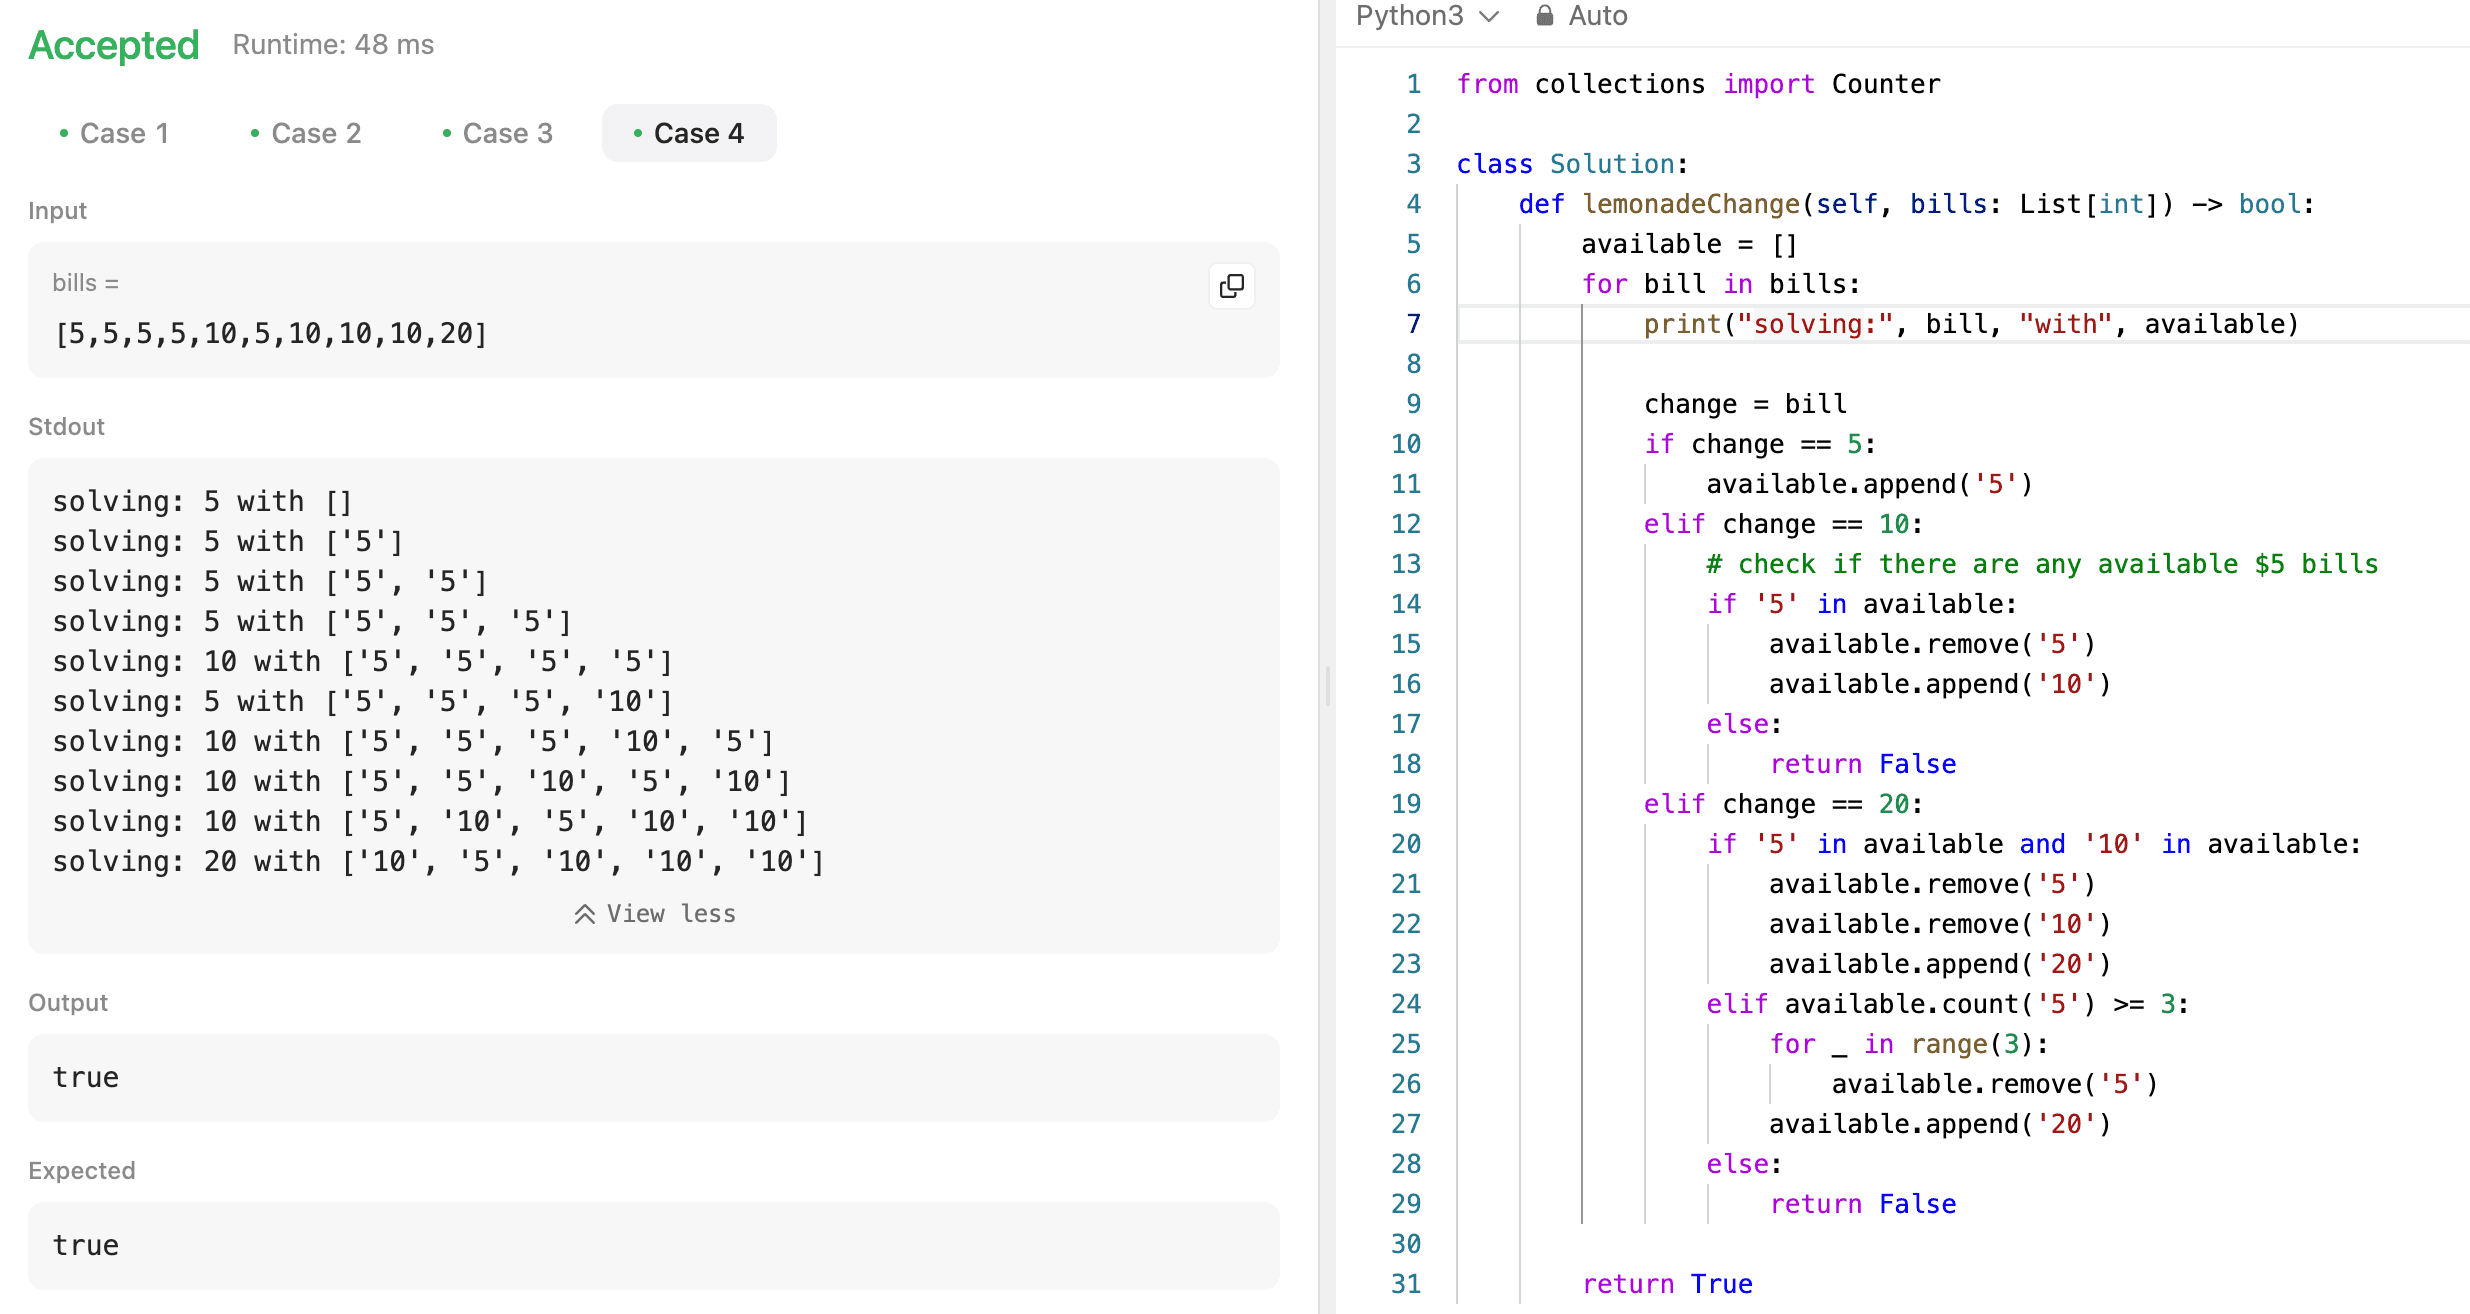 Accepted Runtime: 48 ms
Case 1 Case 2 Case 3 Case 4
Input
bills =
[5,5,5,5,10,5,10,10,10,20]
Stdout
solving: 5 with []
solving: 5 with ['5']
solving: 5 with ['5', '5']
solving: 5 with ['5', '5', '5']
solving: 10 with ['5', '5', '5', '5']
solving: 5 with ['5', '5', '5', '10']
solving: 10 with ['5', '5', '5', '10', '5']
solving: 10 with ['5', '5', '10', '5', '10']
solving: 10 with ['5', '10', '5', '10', '10']
solving: 20 with ['10', '5', '10', '10', '10']
View less
Output
true
Expected
true
Python3 Auto
1 from collections import Counter
2
3 class Solution:
4     def lemonadeChange(self, bills: List[int]) -> bool:
5         available = []
6         for bill in bills:
7             print("solving:", bill, "with", available)
8
9             change = bill
10             if change == 5:
11                 available.append('5')
12             elif change == 10:
13                 # check if there are any available $5 bills
14                 if '5' in available:
15                     available.remove('5')
16                     available.append('10')
17                 else:
18                     return False
19             elif change == 20:
20                 if '5' in available and '10' in available:
21                     available.remove('5')
22                     available.remove('10')
23                     available.append('20')
24                 elif available.count('5') >= 3:
25                     for _ in range(3):
26                         available.remove('5')
27                     available.append('20')
28                 else:
29                     return False
30
31         return True